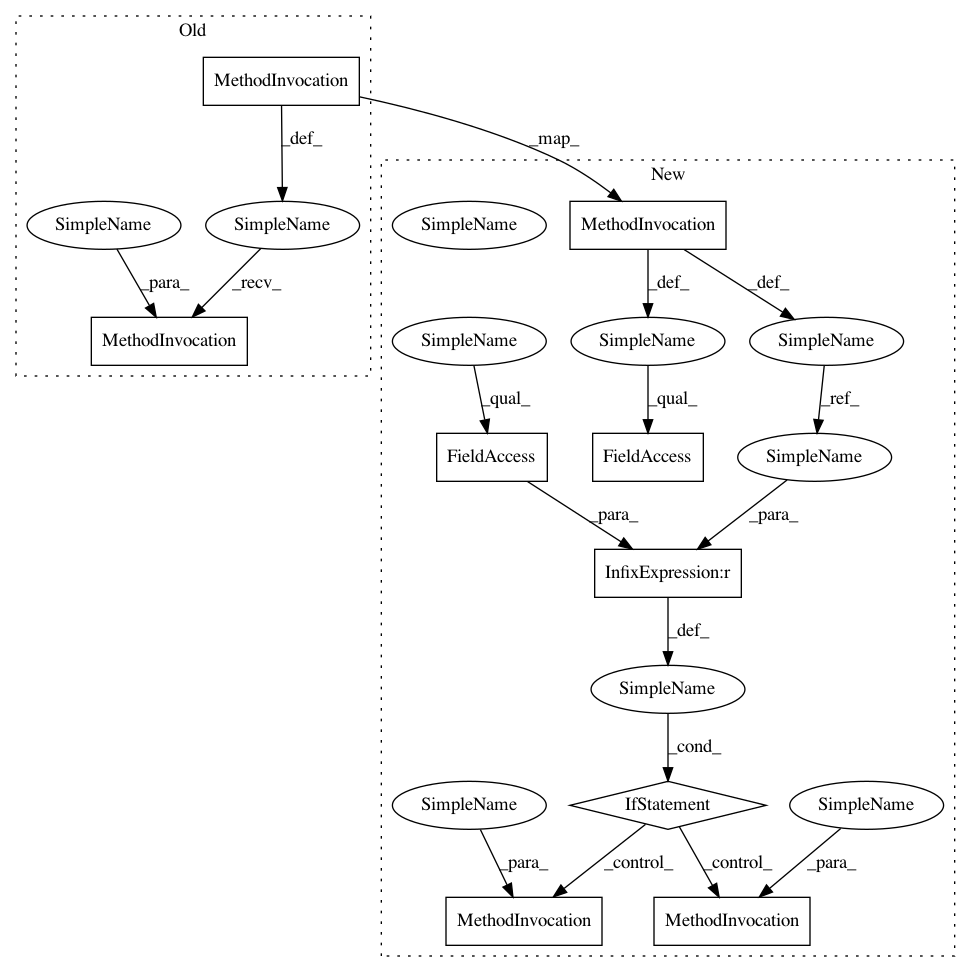 Old
MethodInvocation
_def_
_map_
New
SimpleName
SimpleName
SimpleName
MethodInvocation
_para_
_recv_
_def_
_def_
MethodInvocation
SimpleName
SimpleName
SimpleName
_qual_
_qual_
_ref_
FieldAccess
FieldAccess
SimpleName
_para_
_para_
InfixExpression:r
_def_
SimpleName
_cond_
SimpleName
IfStatement
SimpleName
_para_
_control_
_control_
_para_
MethodInvocation
MethodInvocation